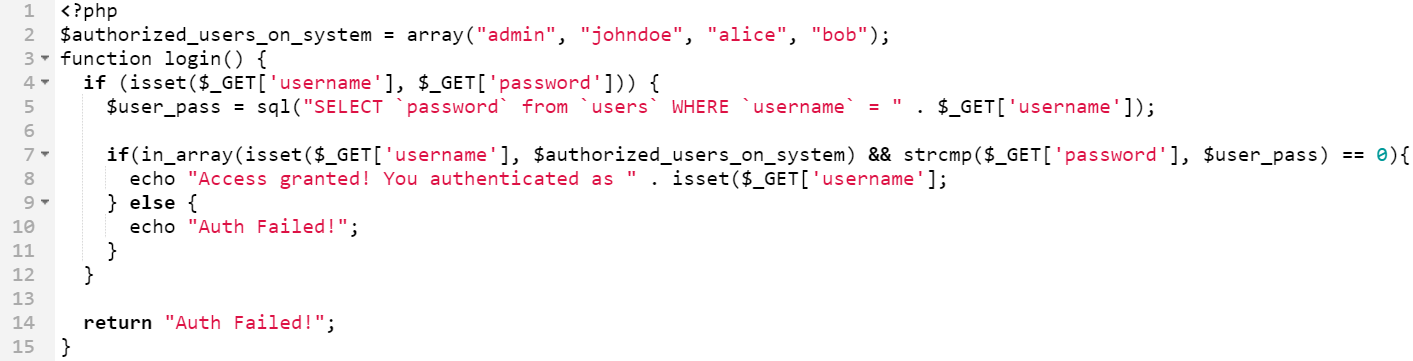 1 <?php
2 $authorized_users_on_system = array("admin", "johndoe", "alice", "bob");
3 function login() {
4 if (isset($_GET['username'], $_GET['password'])) {
5 $user_pass = sql("SELECT `password` from `users` WHERE `username` = " . $_GET['username']);
6
7 if(in_array(isset($_GET['username'], $authorized_users_on_system) && strcmp($_GET['password'], $user_pass) == 0){
8 echo "Access granted! You authenticated as " . isset($_GET['username'];
9 } else {
10 echo "Auth Failed!";
11 }
12 }
13
14 return "Auth Failed!";
15 }